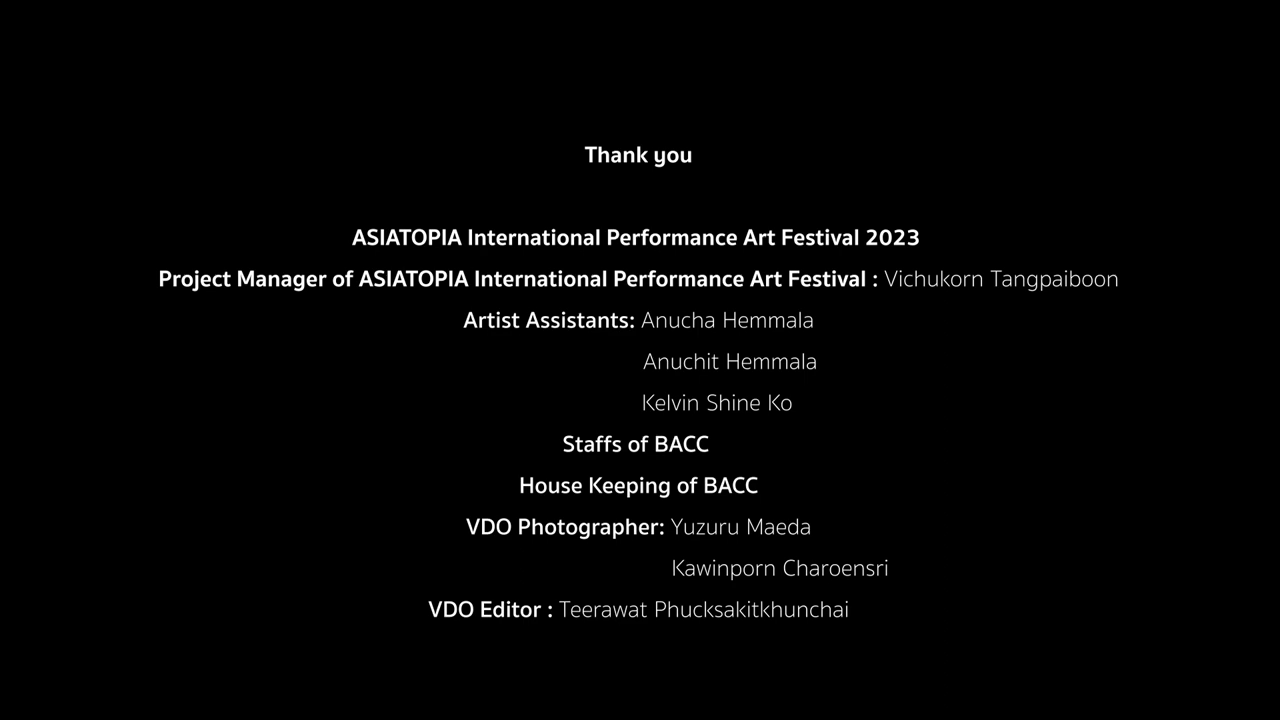 Thank you
ASIATOPIA International Performance Art Festival 2023
Project Manager of ASIATOPIA International Performance Art Festival : Vichukorn Tangpaiboon
Artist Assistants: Anucha Hemmala
Anuchit Hemmala
Kelvin Shine Ko
Staffs of BACC
House Keeping of BACC
VDO Photographer: Yuzuru Maeda
Kawinporn Charoensri
VDO Editor : Teerawat Phucksakitkhunchai